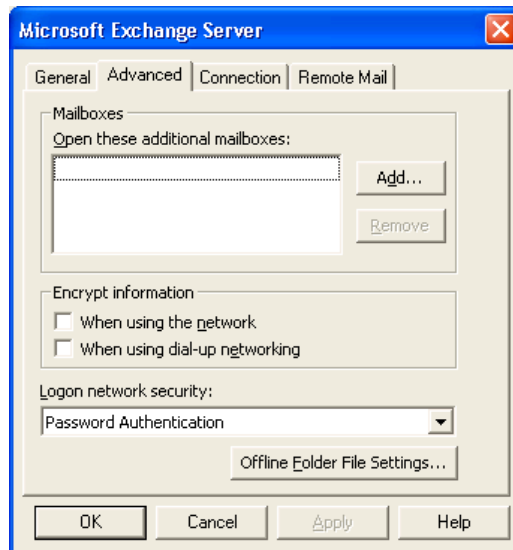 Microsoft Exchange Server
General Advanced Connection Remote Mail
Mailboxes
Open these additional mailboxes:
Add...
Remove
Encrypt information
When using the network
When using dial-up networking
Logon network security:
Password Authentication
Offline Folder File Settings...
OK Cancel Apply Help